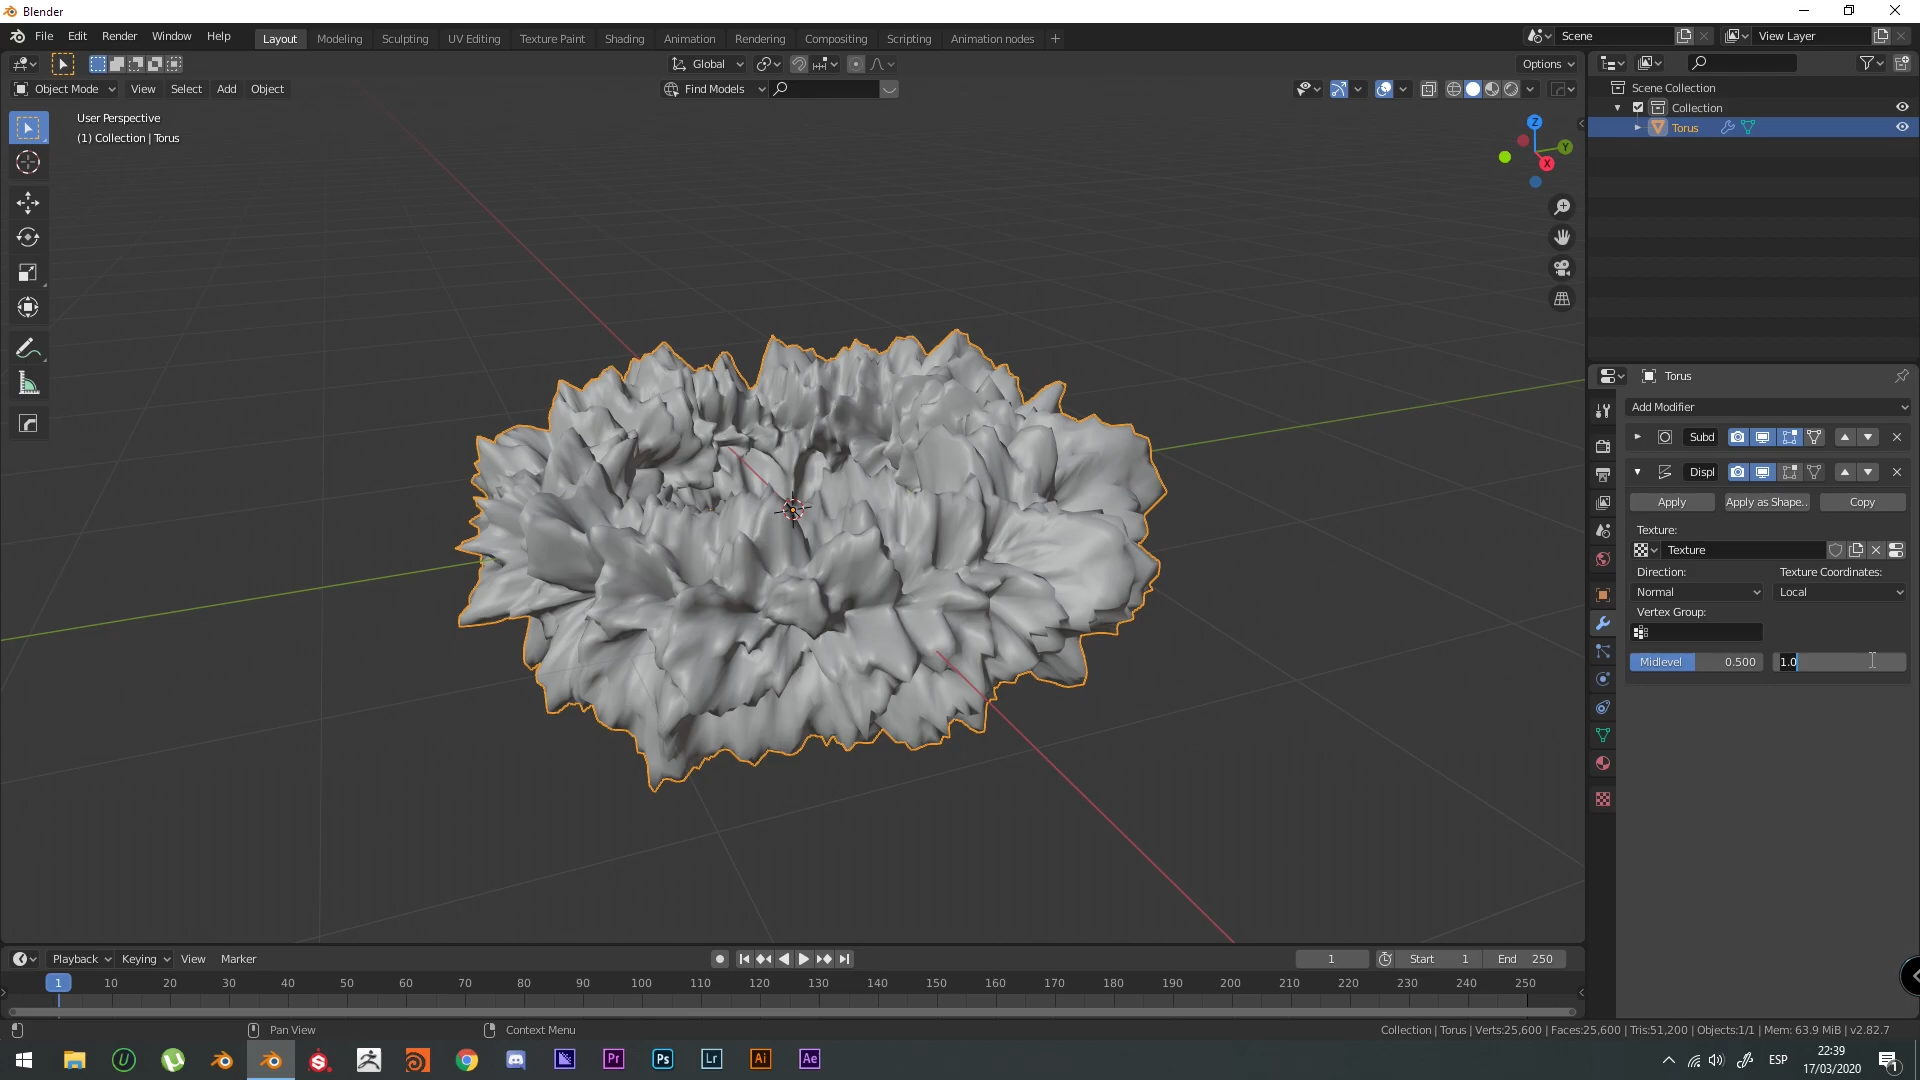 Blender
File Edit Render Window Help Layout Modeling Sculpting UV Editing Texture Paint Shading Animation Rendering Compositing Scripting Animation nodes + Scene View Layer
Global Options
Object Mode View Select Add Object Find Models
User Perspective
(1) Collection | Torus
Z
Y
X
Scene Collection
Collection
Torus
Torus
Add Modifier
Subd
Displ
Apply Apply as Shape.. Copy
Texture:
Texture
Direction: Texture Coordinates:
Normal Local
Vertex Group:
Midlevel 0.500 1.0
Playback Keying View Marker 1 Start 1 End 250
1 10 20 30 40 50 60 70 80 90 100 110 120 130 140 150 160 170 180 190 200 210 220 230 240 250
Pan View Context Menu Collection | Torus | Verts:25,600 | Faces:25,600 | Tris:51,200 | Objects:1/1 | Mem: 63.9 MiB | v2.82.7
U Pr Ps Lr Ai Ae ESP 22:39
17/03/2020 1